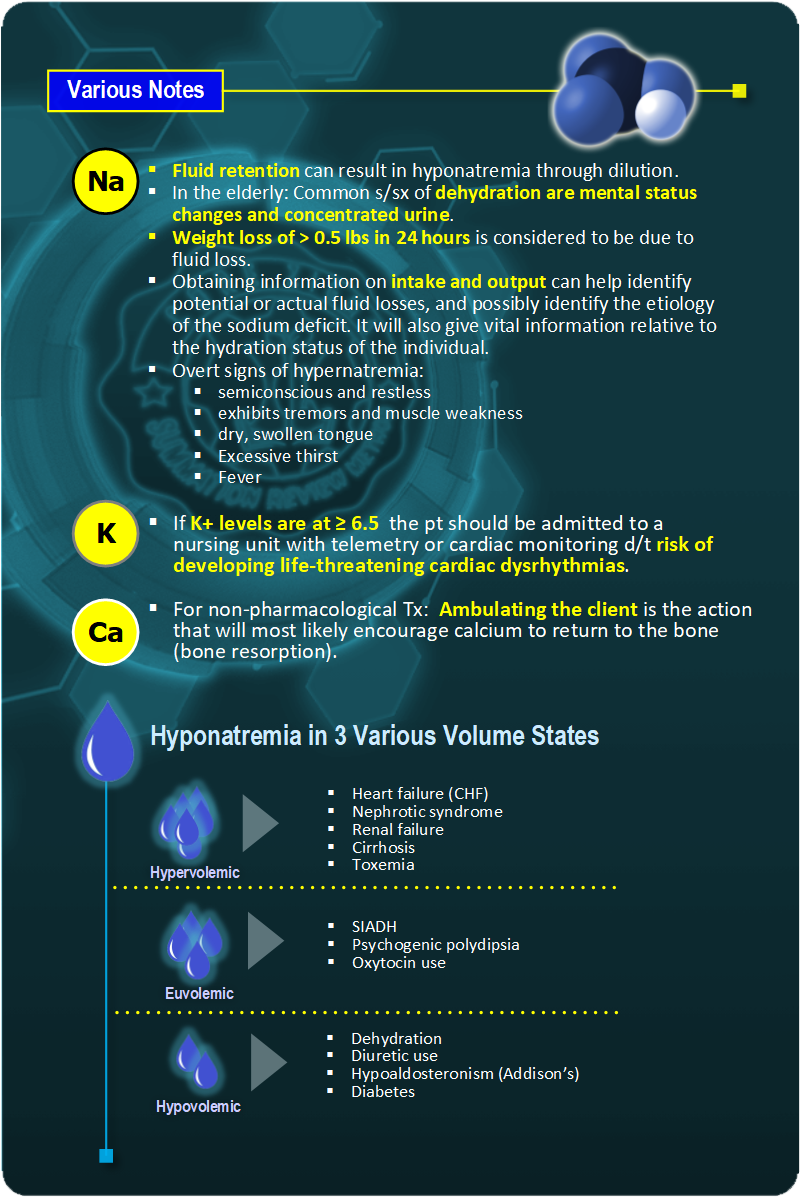 Various Notes
Na
Fluid retention can result in hyponatremia through dilution.
In the elderly: Common s/sx of dehydration are mental status
changes and concentrated urine.
Weight loss of > 0.5 lbs in 24 hours is considered to be due to
fluid loss.
Obtaining information on intake and output can help identify
potential or actual fluid losses, and possibly identify the etiology
of the sodium deficit. It will also give vital information relative to
the hydration status of the individual.
Overt signs of hypernatremia:
semiconscious and restless
exhibits tremors and muscle weakness
dry, swollen tongue
Excessive thirst
Fever
K
If K+ levels are at ≥ 6.5 the pt should be admitted to a
nursing unit with telemetry or cardiac monitoring d/t risk of
developing life-threatening cardiac dysrhythmias.
Ca
For non-pharmacological Tx: Ambulating the client is the action
that will most likely encourage calcium to return to the bone
(bone resorption).
Hyponatremia in 3 Various Volume States
Hypervolemic
Heart failure (CHF)
Nephrotic syndrome
Renal failure
Cirrhosis
Toxemia
Euvolemic
SIADH
Psychogenic polydipsia
Oxytocin use
Hypovolemic
Dehydration
Diuretic use
Hypoaldosteronism (Addison's)
Diabetes